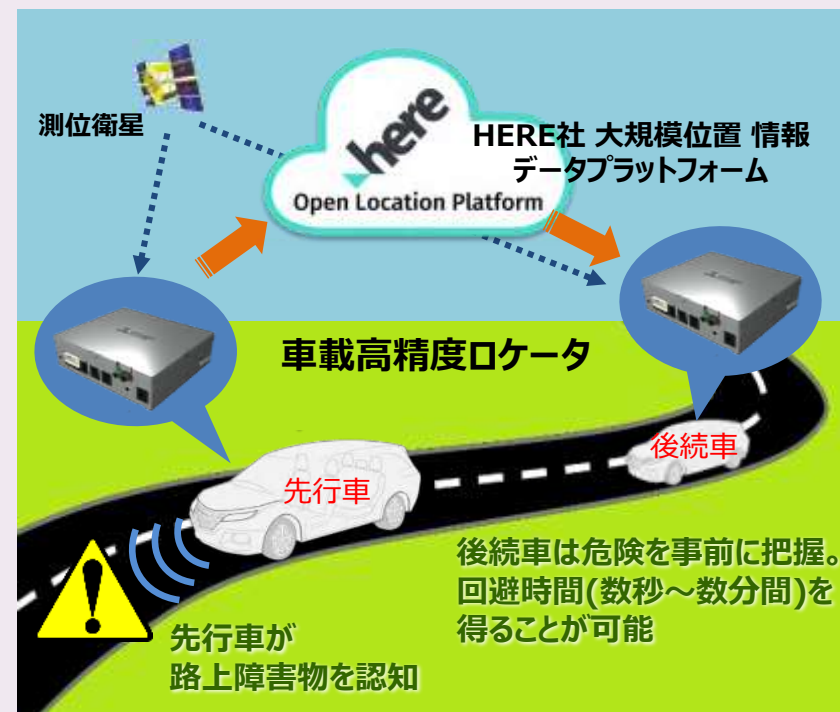 測位衛星
here
Open Location Platform
HERE社 大規模位置 情報
データプラットフォーム
車載高精度ロケータ
先行車
後続車
後続車は危険を事前に把握。
回避時間(数秒～数分間)を
得ることが可能
先行車が
路上障害物を認知